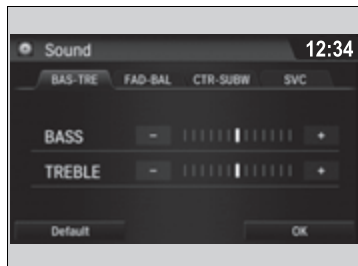 Sound 12:34
BAS-TRE FAD-BAL CTR-SUBW SVC
BASS - +
TREBLE - +
Default OK